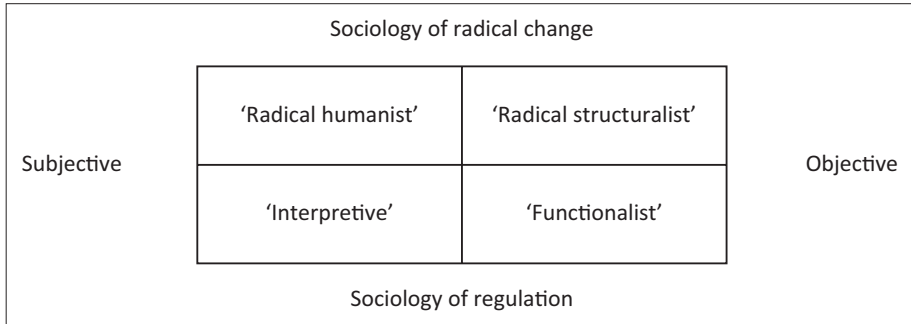 Sociology of radical change
‘Radical humanist’ ‘Radical structuralist’
Subjective Objective
‘Interpretive’ ‘Functionalist’
Sociology of regulation